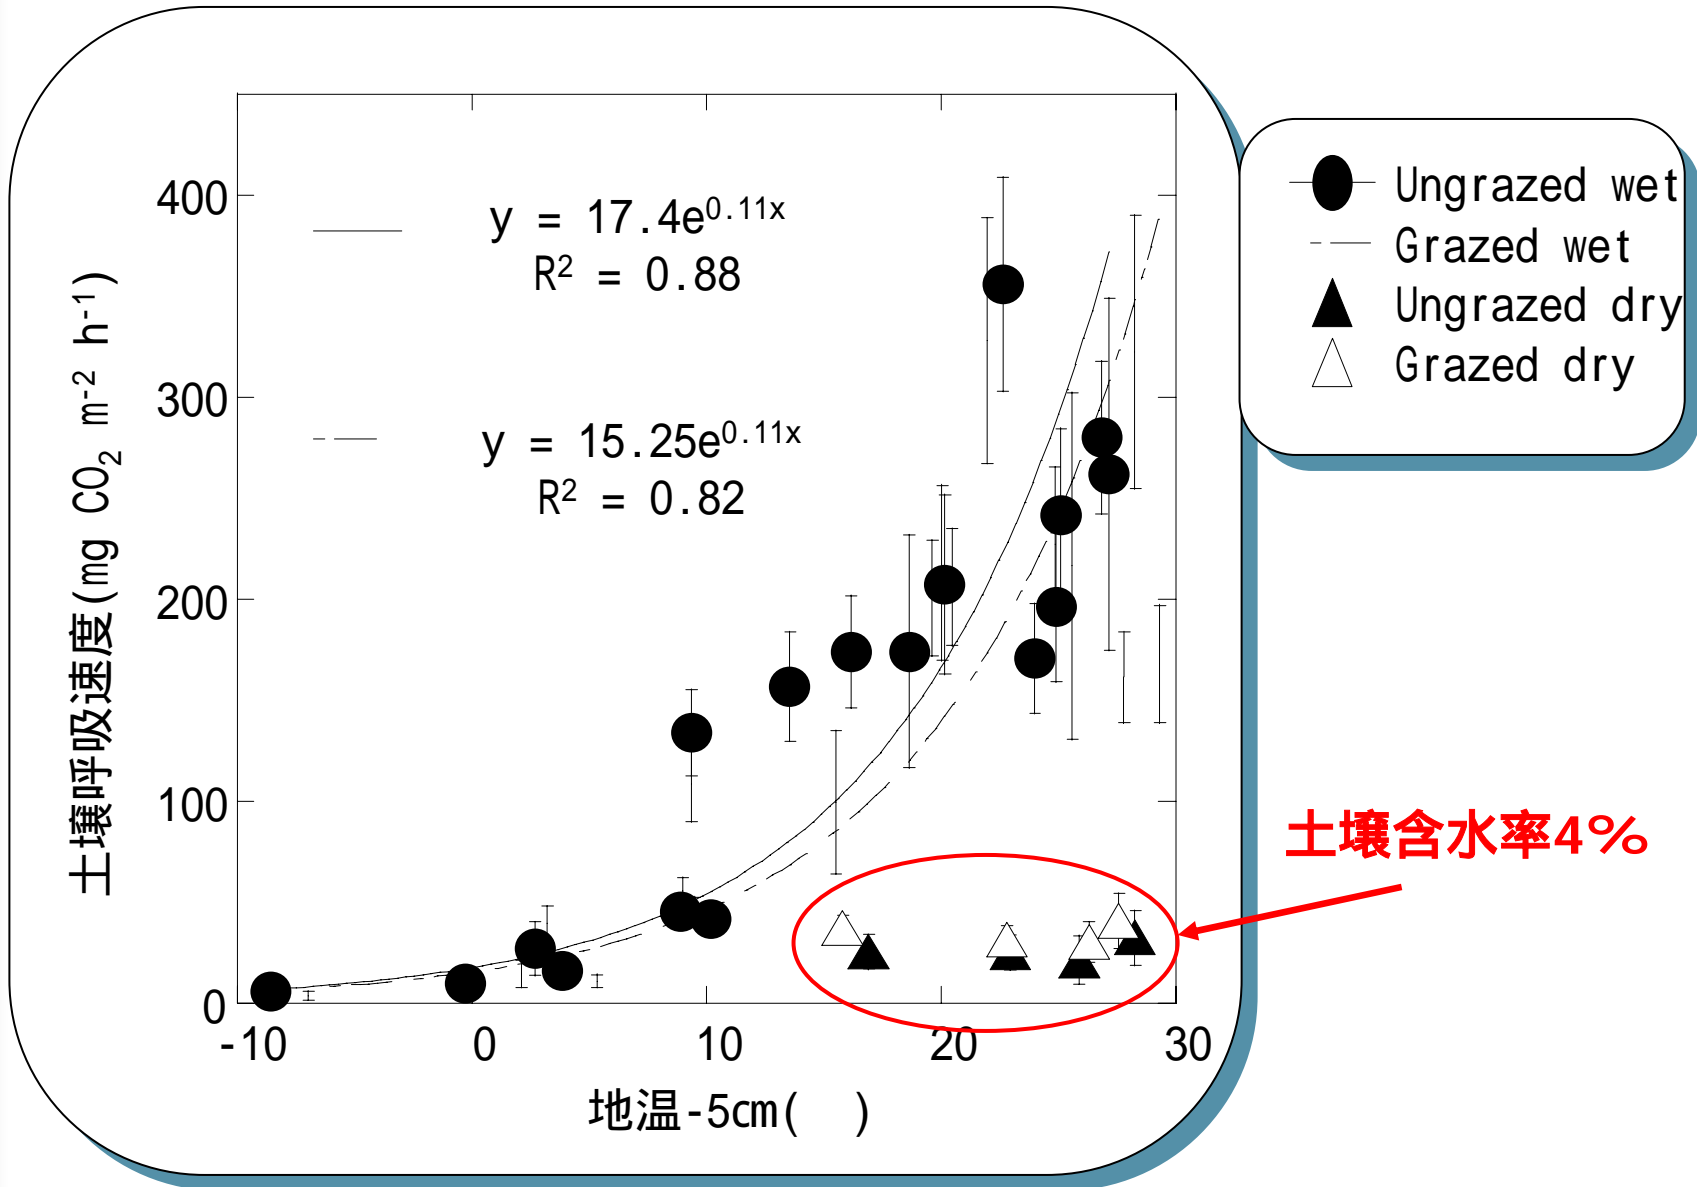 400
300
200
100
0
-10
0
10
20
30
土壌呼吸速度(mg CO₂ m⁻² h⁻¹)
地温-5cm(  )
y = 17.4e⁰·¹¹ˣ
R² = 0.88
y = 15.25e⁰·¹¹ˣ
R² = 0.82
Ungrazed wet
Grazed wet
Ungrazed dry
Grazed dry
土壌含水率4%